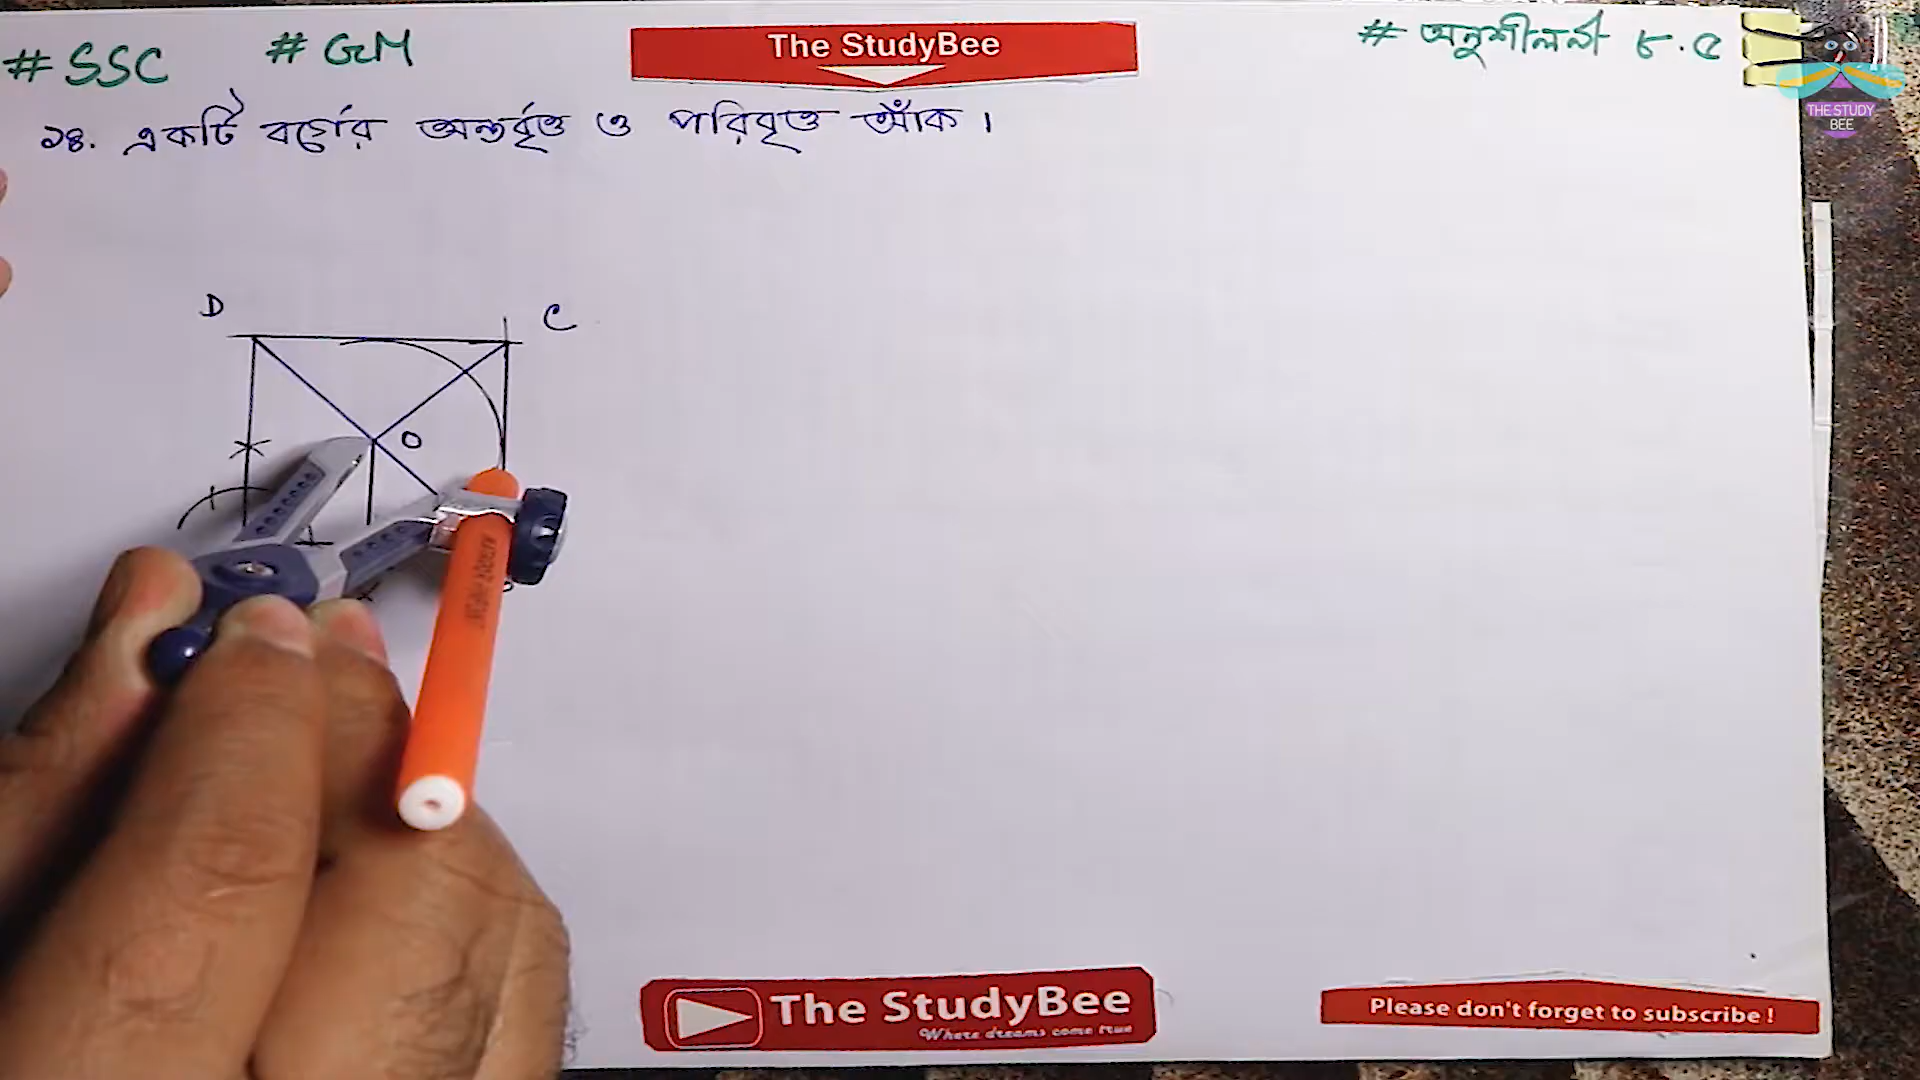 # SSC # GM
The StudyBee
# অনুশীলনী ৮.৫
THE STUDY
BEE
১৪. একটি বর্গের অন্তর্বৃত্ত ও পরিবৃত্ত আঁক।
D
C
O
The StudyBee
Where dreams come true
Please don't forget to subscribe !